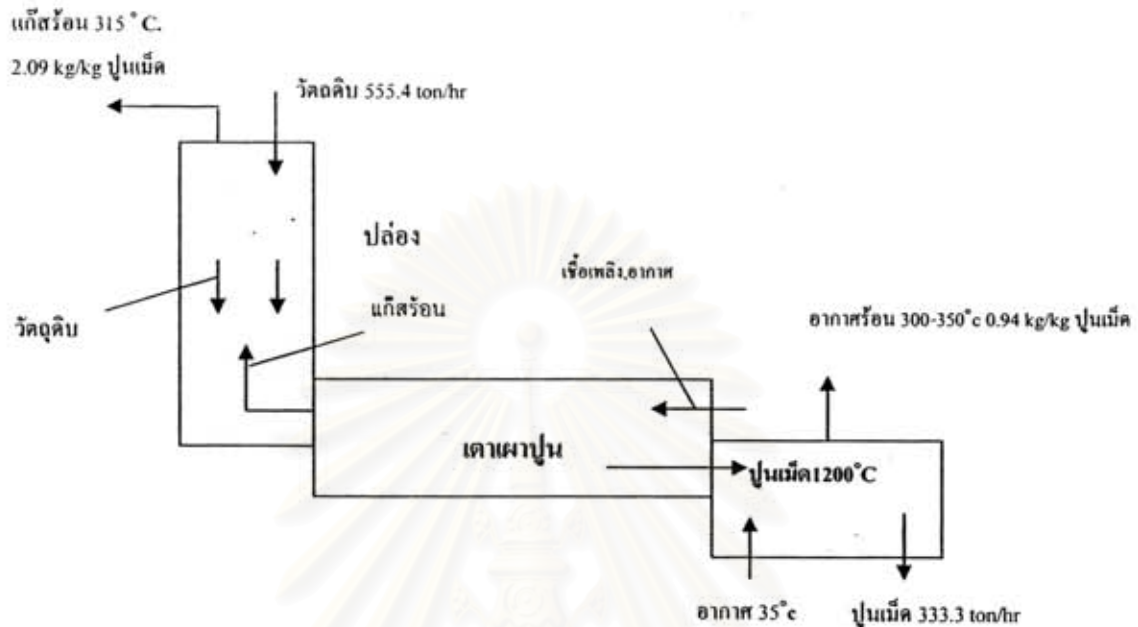 แก๊สร้อน 315 ° C.
2.09 kg/kg ปูนเม็ด
วัตถดิบ 555.4 ton/hr
ปล่อง
เชื้อเพลิง,อากาศ
แก๊สร้อน
อากาศร้อน 300-350°c 0.94 kg/kg ปูนเม็ด
วัตถุดิบ
เตาเผาปูน
ปูนเม็ด1200°C
อากาศ 35°c
ปูนเม็ด 333.3 ton/hr